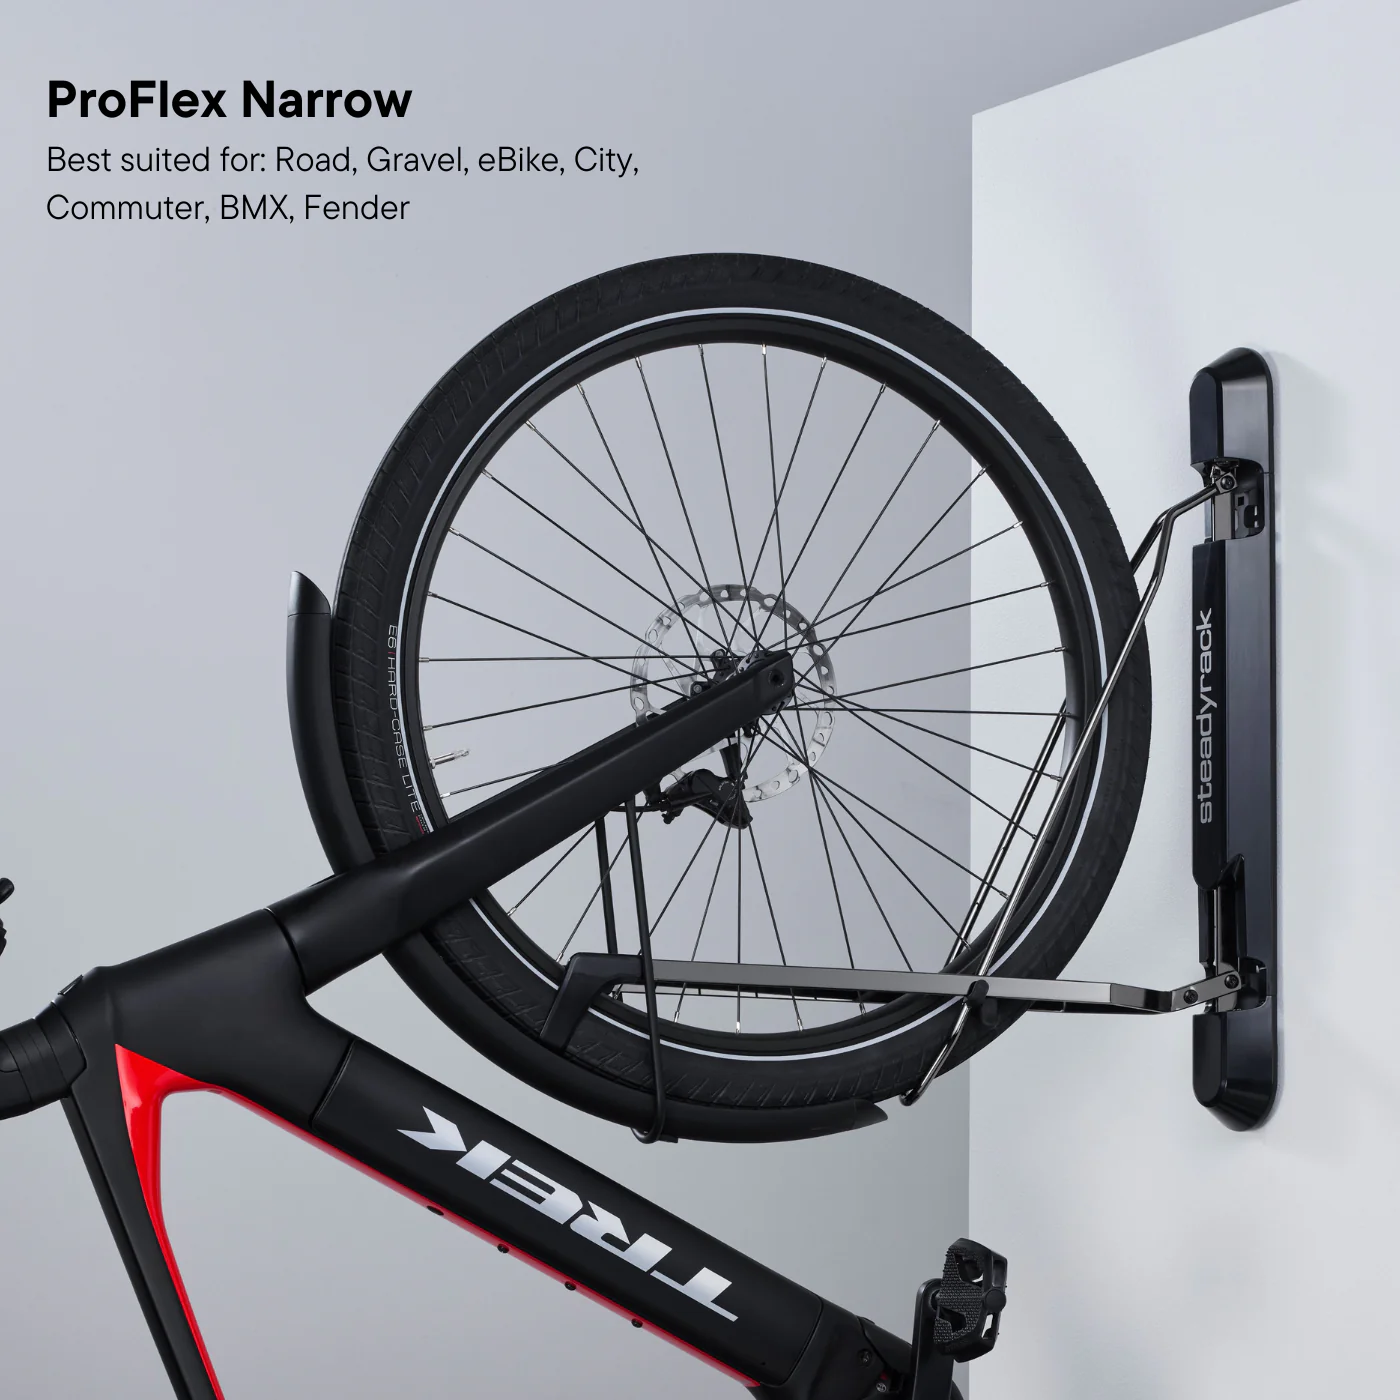 ProFlex Narrow
Best suited for: Road, Gravel, eBike, City,
Commuter, BMX, Fender
steadyrack
E6 HARD-CASE LITE
TREK